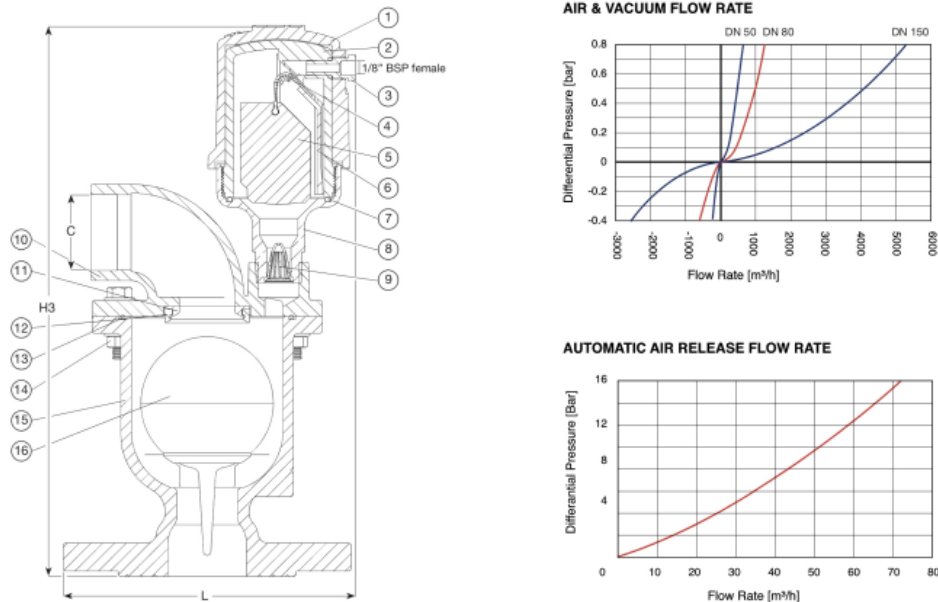 1
2
1/8" BSP female
3
4
5
6
7
8
9
C
10
11
H3
12
13
14
15
16
L
AIR & VACUUM FLOW RATE
DN 50 DN 80 DN 150
Differential Pressure [bar]
0.8
0.6
0.4
0.2
0
-0.2
-0.4
-3000 -2000 -1000 0 1000 2000 3000 4000 5000 6000
Flow Rate [m³/h]
AUTOMATIC AIR RELEASE FLOW RATE
Differantial Pressure [Bar]
16
12
8
4
0 10 20 30 40 50 60 70 80
Flow Rate [m³/h]